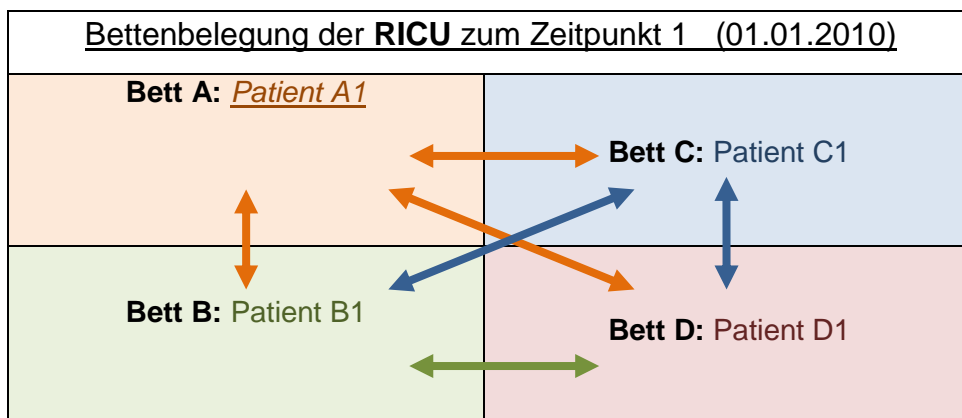 Bettenbelegung der RICU zum Zeitpunkt 1 (01.01.2010)
Bett A: Patient A1
Bett C: Patient C1
Bett B: Patient B1
Bett D: Patient D1